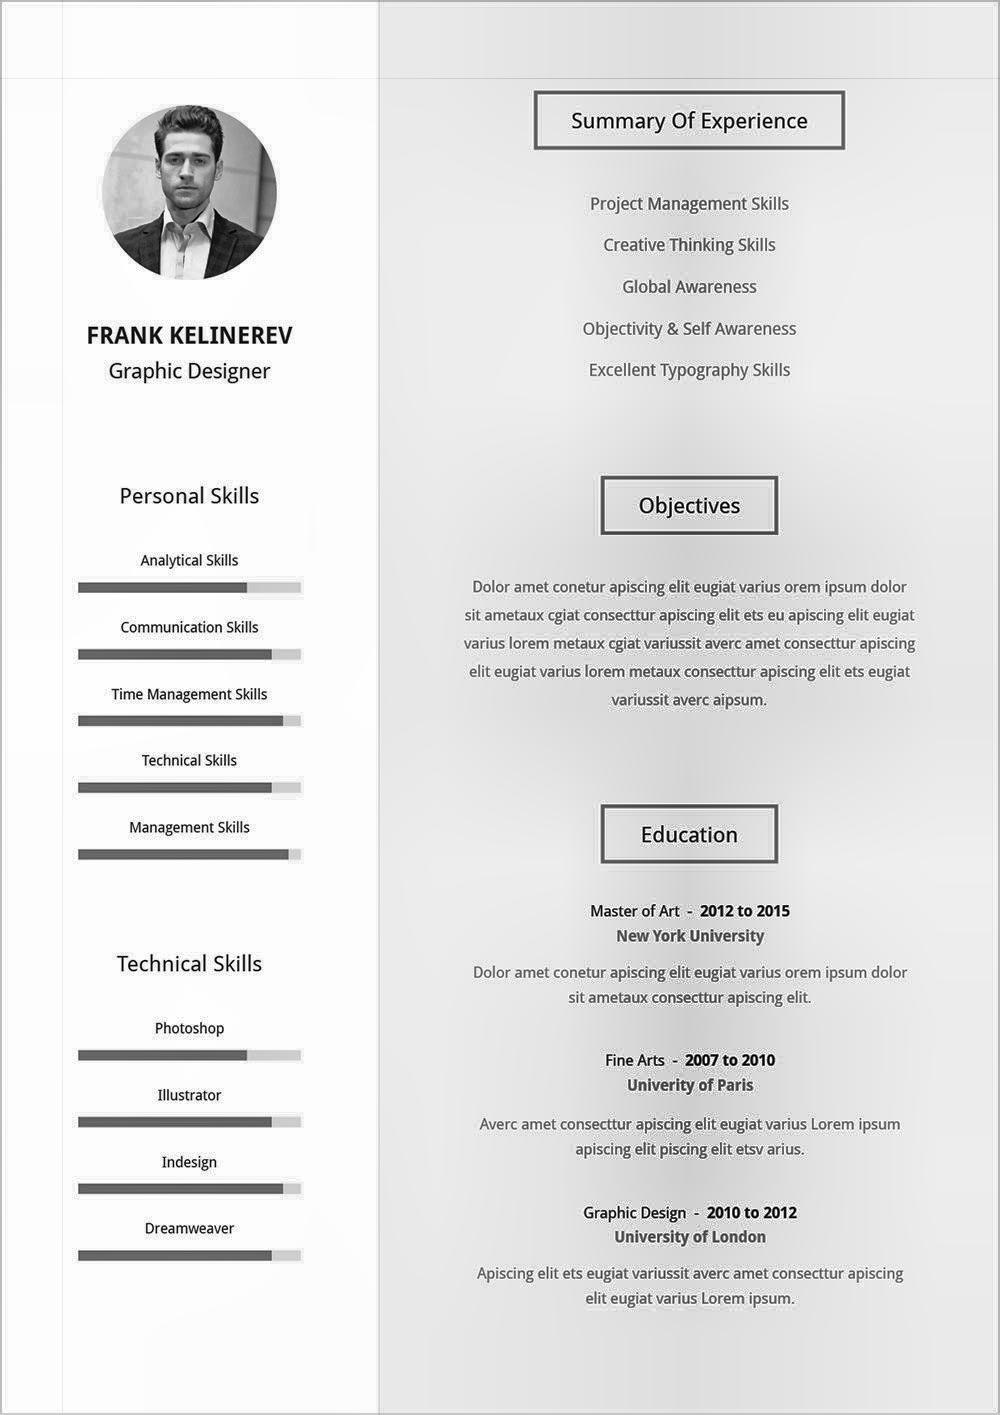 FRANK KELINEREV
Graphic Designer
Personal Skills
Analytical Skills
Communication Skills
Time Management Skills
Technical Skills
Management Skills
Technical Skills
Photoshop
Illustrator
Indesign
Dreamweaver
Summary Of Experience
Project Management Skills
Creative Thinking Skills
Global Awareness
Objectivity & Self Awareness
Excellent Typography Skills
Objectives
Dolor amet conetur apiscing elit eugiat varius orem ipsum dolor
sit ametaux cgiat consecttur apiscing elit ets eu apiscing elit eugiat
varius lorem metaux cgiat variussit averc amet consecttur apiscing
elit eugiat varius lorem metaux consecttur apiscing elit ets eugiat
variussit averc aipsum.
Education
Master of Art - 2012 to 2015
New York University
Dolor amet conetur apiscing elit eugiat varius orem ipsum dolor
sit ametaux consecttur apiscing elit.
Fine Arts - 2007 to 2010
Univerity of Paris
Averc amet consecttur apiscing elit eugiat varius Lorem ipsum
apiscing elit piscing elit etsv arius.
Graphic Design - 2010 to 2012
University of London
Apiscing elit ets eugiat variussit averc amet consecttur apiscing
elit eugiat varius Lorem ipsum.